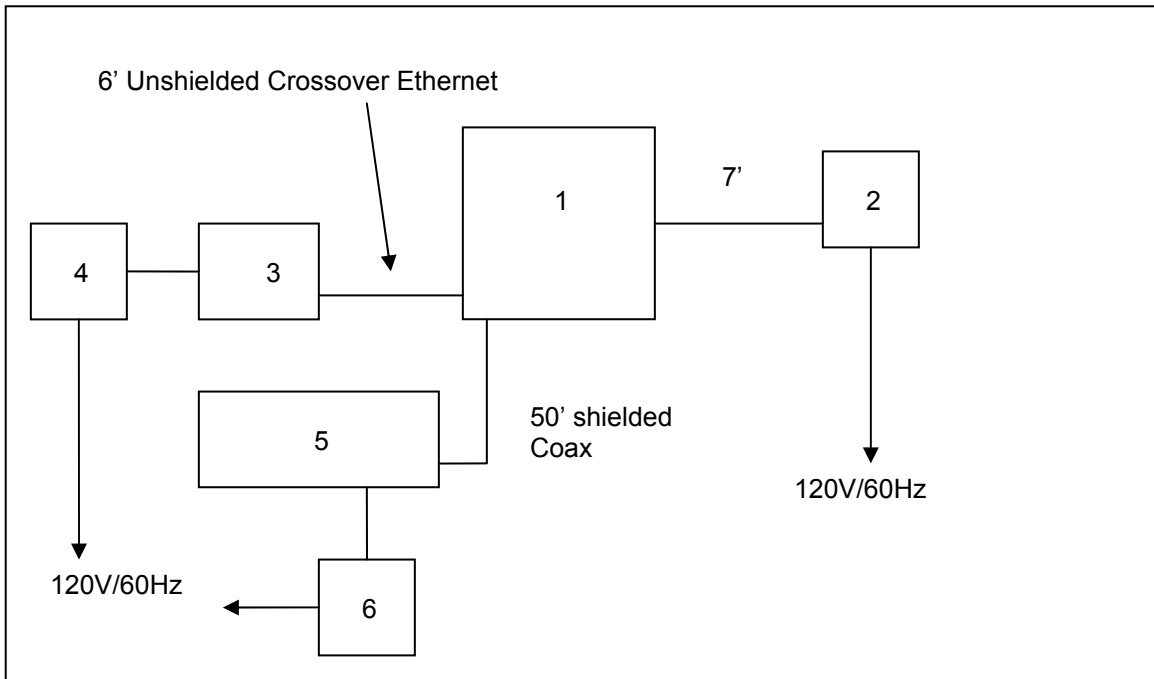 6’ Unshielded Crossover Ethernet
1
7’
2
4
3
5
50’ shielded
Coax
120V/60Hz
120V/60Hz
6